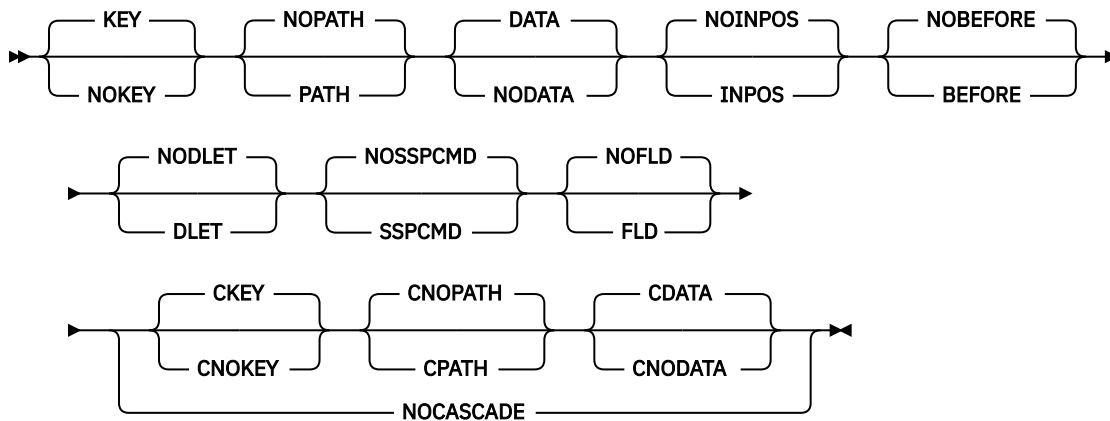 KEY NOPATH DATA NOINPOS NOBEFORE
NOKEY PATH NODATA INPOS BEFORE
NODLET NOSSPCMD NOFLD
DLET SSPCMD FLD
CKEY CNOPATH CDATA
CNOKEY CPATH CNODATA
NOCASCADE